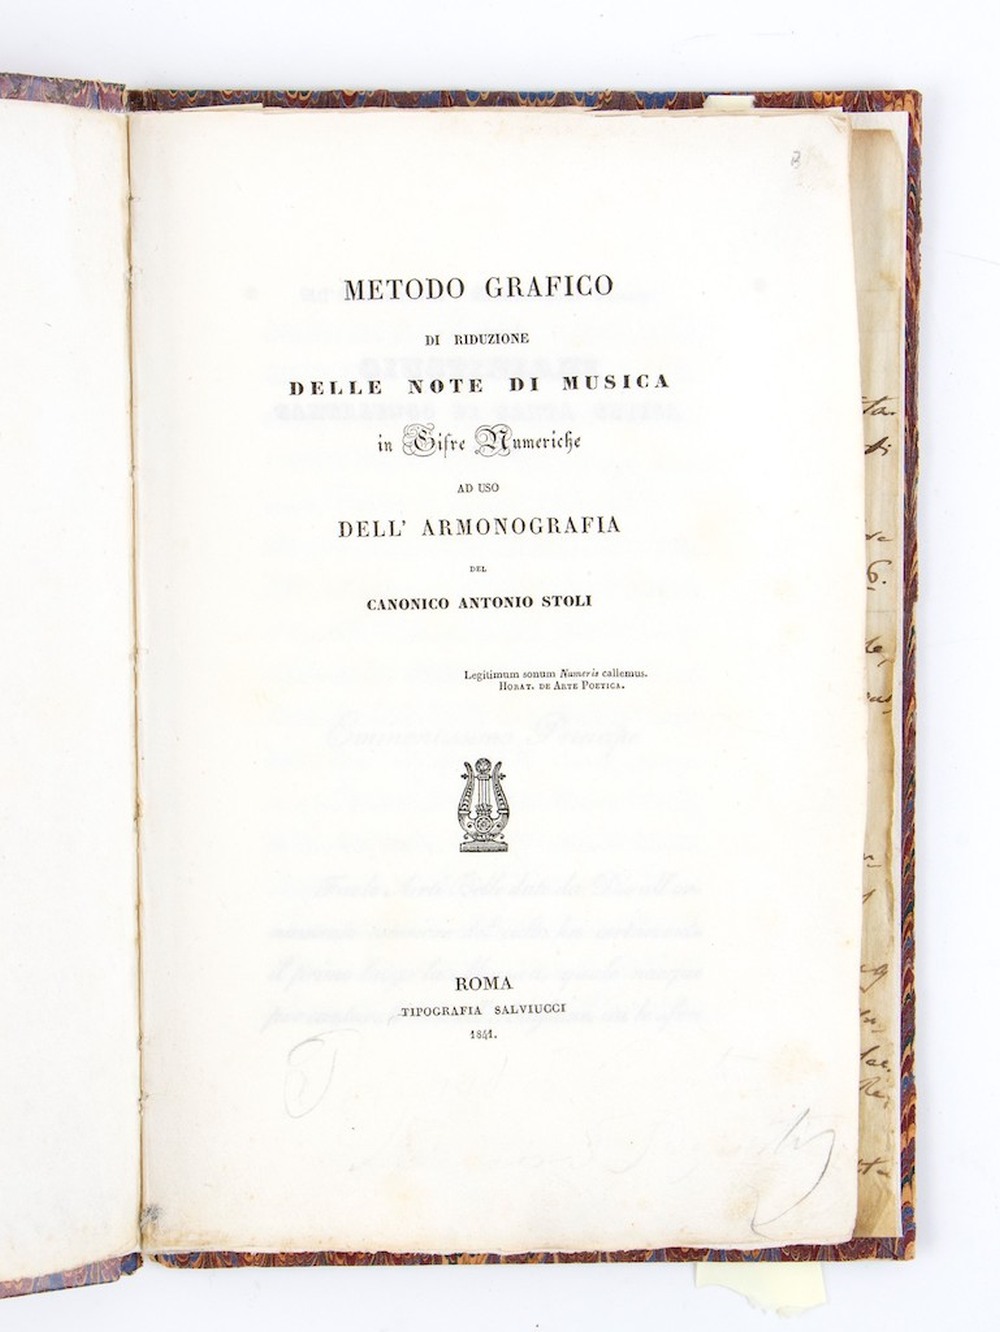 METODO GRAFICO
DI RIDUZIONE
DELLE NOTE DI MUSICA
in Cifre Numeriche
AD USO
DELL' ARMONOGRAFIA
DEL
CANONICO ANTONIO STOLI
Legitimum sonum Numeris callemus.
HORAT. DE ARTE POETICA.
ROMA
TIPOGRAFIA SALVIUCCI
1841.